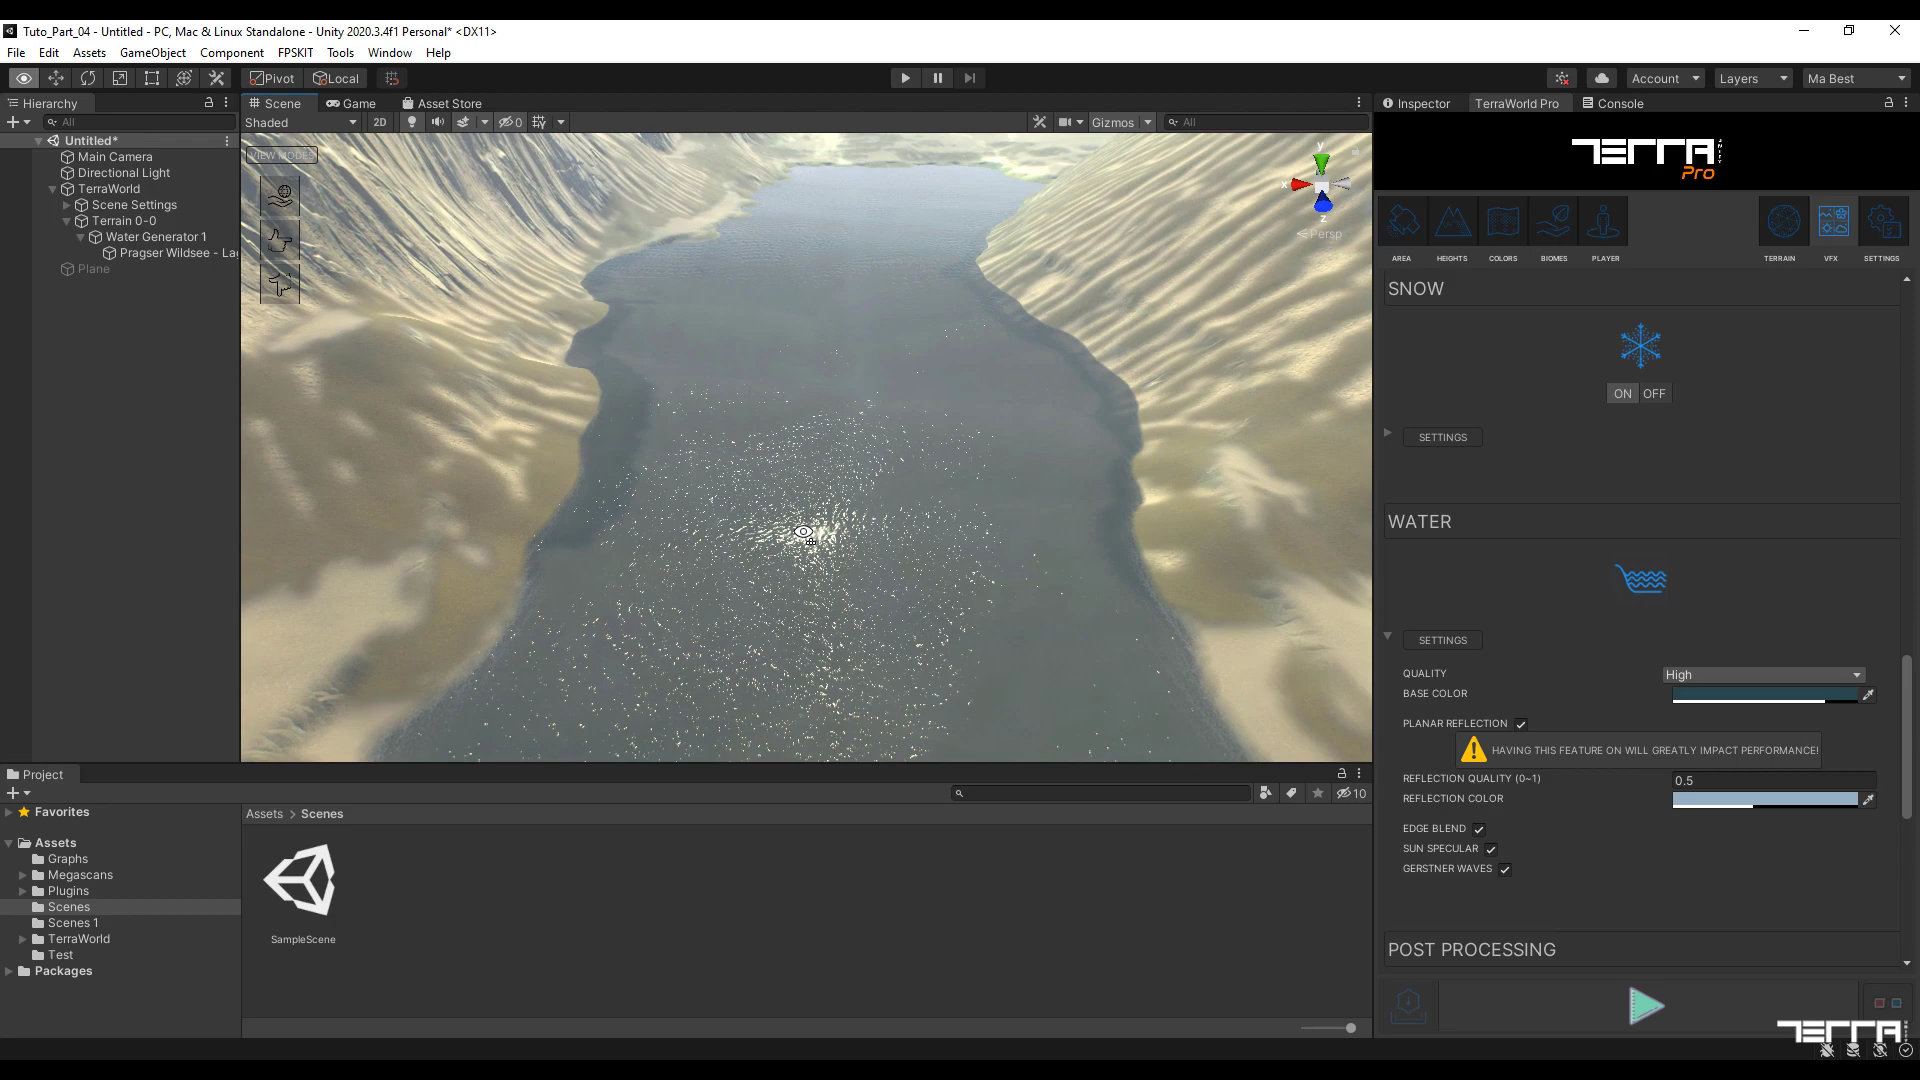 Tuto_Part_04 - Untitled - PC, Mac & Linux Standalone - Unity 2020.3.4f1 Personal* <DX11>
File Edit Assets GameObject Component FPSKIT Tools Window Help
Pivot Local Account Layers Ma Best
Hierarchy
All
Untitled*
Main Camera
Directional Light
TerraWorld
Scene Settings
Terrain 0-0
Water Generator 1
Pragser Wildsee - Lag
Plane
Scene Game Asset Store
Shaded 2D 0 Gizmos All
VIEW MODES
y
x
z
Persp
Inspector TerraWorld Pro Console
TERRA
Pro
AREA HEIGHTS COLORS BIOMES PLAYER TERRAIN VFX SETTINGS
SNOW
ON OFF
SETTINGS
WATER
SETTINGS
QUALITY High
BASE COLOR
PLANAR REFLECTION
HAVING THIS FEATURE ON WILL GREATLY IMPACT PERFORMANCE!
REFLECTION QUALITY (0~1) 0.5
REFLECTION COLOR
EDGE BLEND
SUN SPECULAR
GERSTNER WAVES
POST PROCESSING
TERRA
Project
10
Favorites
Assets
Graphs
Megascans
Plugins
Scenes
Scenes 1
TerraWorld
Test
Packages
Assets > Scenes
SampleScene